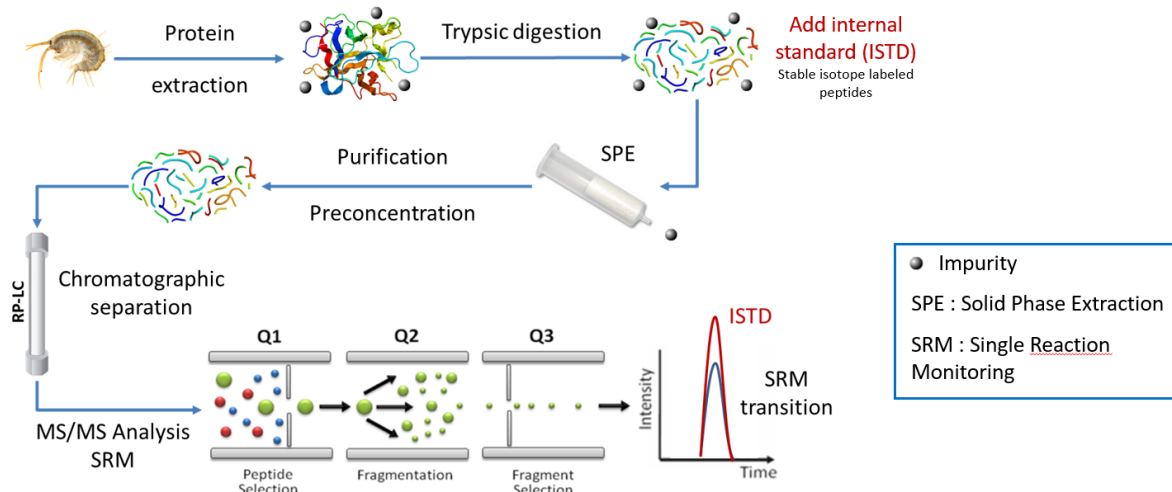 Protein
extraction
Trypsic digestion
Add internal
standard (ISTD)
Stable isotope labeled
peptides
SPE
Purification
Preconcentration
RP-LC
Chromatographic
separation
MS/MS Analysis
SRM
Q1
Q2
Q3
Peptide
Selection
Fragmentation
Fragment
Selection
ISTD
SRM
transition
Intensity
Time
Impurity
SPE : Solid Phase Extraction
SRM : Single Reaction
Monitoring